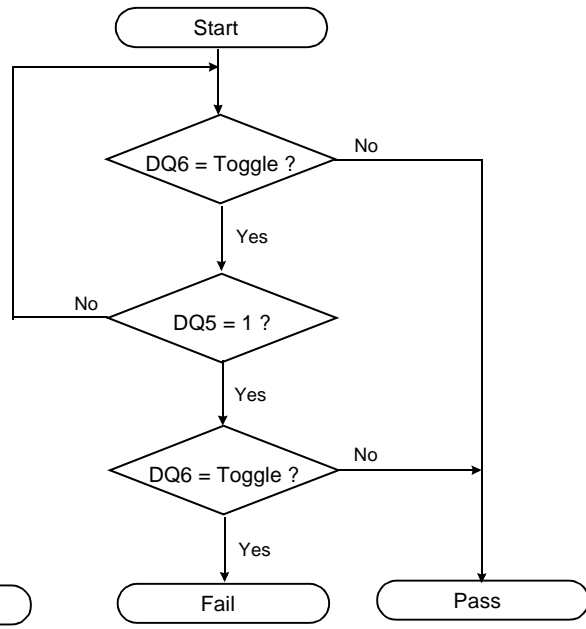 Start
No
DQ6 = Toggle ?
Yes
No
DQ5 = 1 ?
Yes
No
DQ6 = Toggle ?
Yes
Fail
Pass